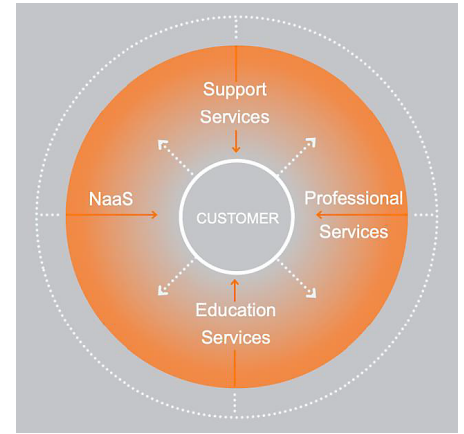 Support
Services
NaaS
CUSTOMER
Professional
Services
Education
Services